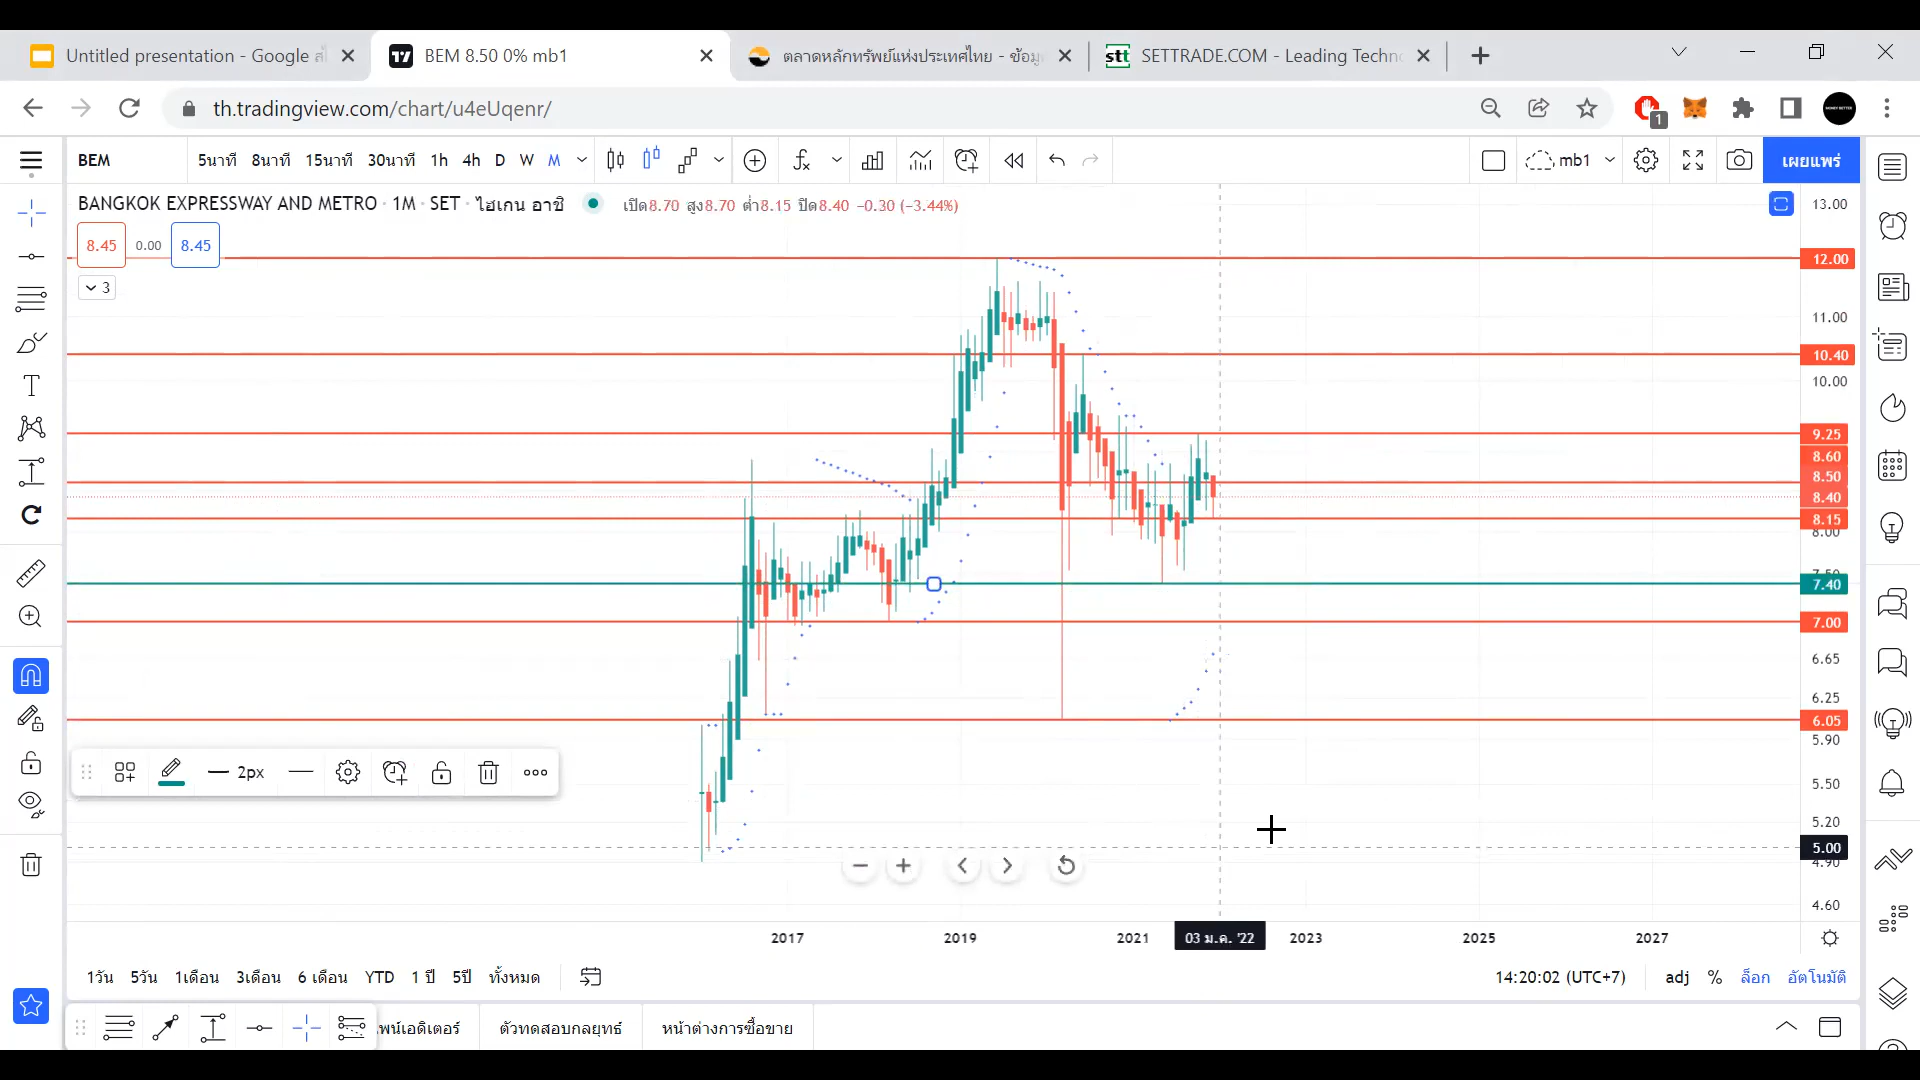 Untitled presentation - Google ส
BEM 8.50 0% mb1
ตลาดหลักทรัพย์แห่งประเทศไทย - ข้อมู
stt SETTRADE.COM - Leading Techn
th.tradingview.com/chart/u4eUqenr/
1
BEM 5นาที 8นาที 15นาที 30นาที 1h 4h D W M mb1 เผยแพร่
BANGKOK EXPRESSWAY AND METRO · 1M · SET · ไฮเกน อาชิ เปิด8.70 สูง8.70 ต่ำ8.15 ปิด8.40 −0.30 (−3.44%)
8.45 0.00 8.45
3
13.00
12.00
11.00
10.40
10.00
9.25
8.60
8.50
8.40
8.15
8.00
7.50
7.40
7.00
6.65
6.25
6.05
5.90
5.50
5.20
5.00
4.90
4.60
2px
2017 2019 2021 03 ม.ค. '22 2023 2025 2027
1วัน 5วัน 1เดือน 3เดือน 6 เดือน YTD 1 ปี 5ปี ทั้งหมด 14:20:02 (UTC+7) adj % ล็อก อัตโนมัติ
ไพน์เอดิเตอร์ ตัวทดสอบกลยุทธ์ หน้าต่างการซื้อขาย